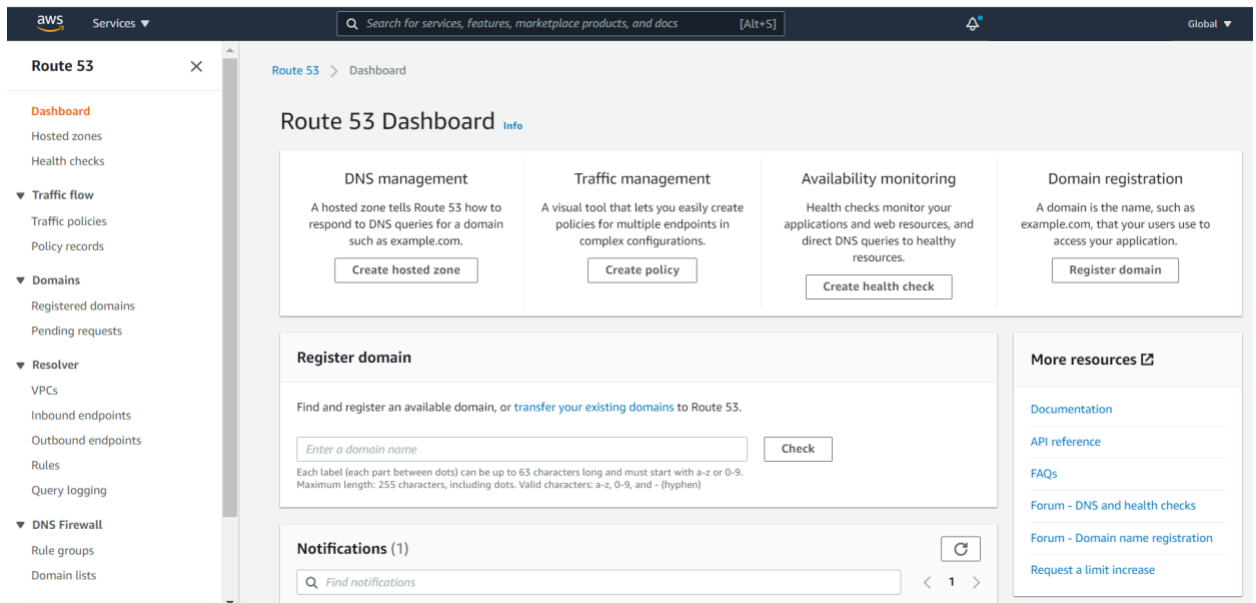 aws
Services ▼
Search for services, features, marketplace products, and docs
[Alt+S]
Global ▼
Route 53
Dashboard
Hosted zones
Health checks
Traffic flow
Traffic policies
Policy records
Domains
Registered domains
Pending requests
Resolver
VPCs
Inbound endpoints
Outbound endpoints
Rules
Query logging
DNS Firewall
Rule groups
Domain lists
Route 53 > Dashboard
Route 53 Dashboard Info
DNS management
A hosted zone tells Route 53 how to
respond to DNS queries for a domain
such as example.com.
Create hosted zone
Traffic management
A visual tool that lets you easily create
policies for multiple endpoints in
complex configurations.
Create policy
Availability monitoring
Health checks monitor your
applications and web resources, and
direct DNS queries to healthy
resources.
Create health check
Domain registration
A domain is the name, such as
example.com, that your users use to
access your application.
Register domain
Register domain
Find and register an available domain, or transfer your existing domains to Route 53.
Enter a domain name
Check
Each label (each part between dots) can be up to 63 characters long and must start with a-z or 0-9.
Maximum length: 255 characters, including dots. Valid characters: a-z, 0-9, and - (hyphen)
Notifications (1)
Find notifications
< 1 >
More resources
Documentation
API reference
FAQs
Forum - DNS and health checks
Forum - Domain name registration
Request a limit increase